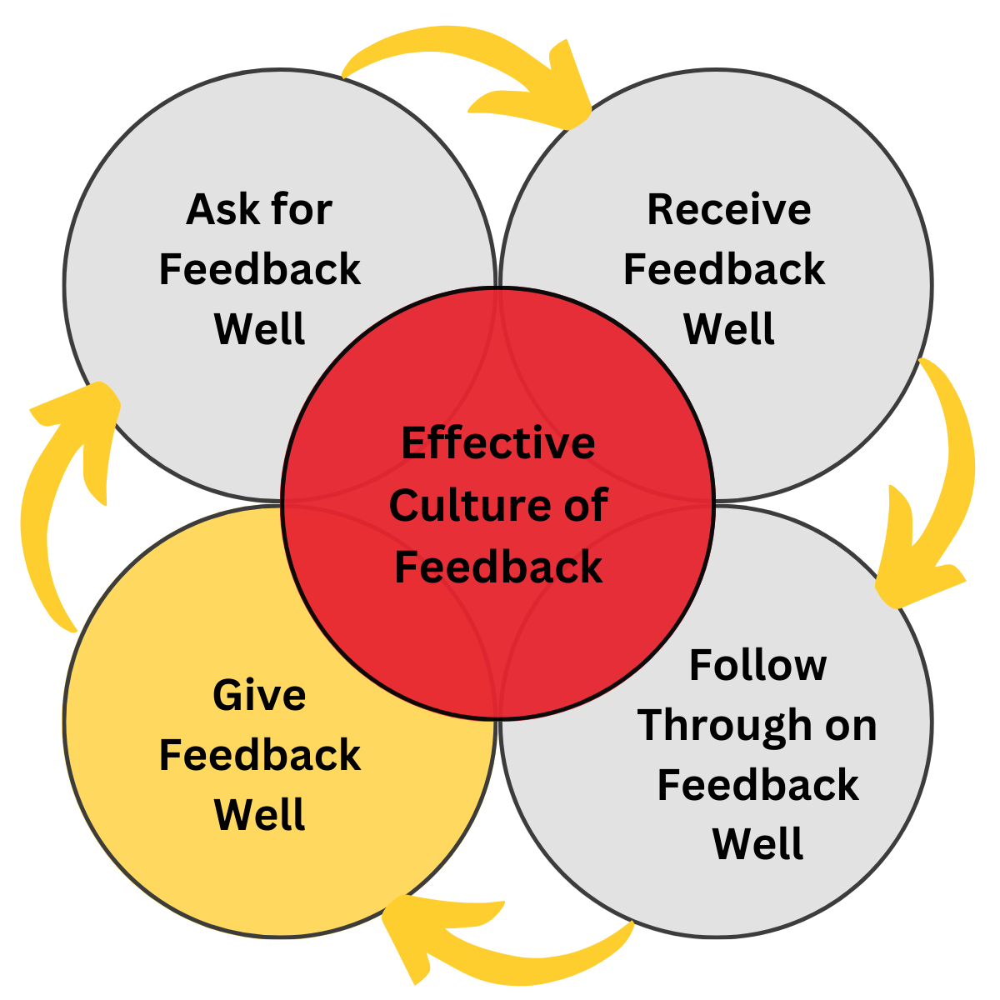 Ask for
Feedback
Well
Receive
Feedback
Well
Effective
Culture of
Feedback
Give
Feedback
Well
Follow
Through on
Feedback
Well